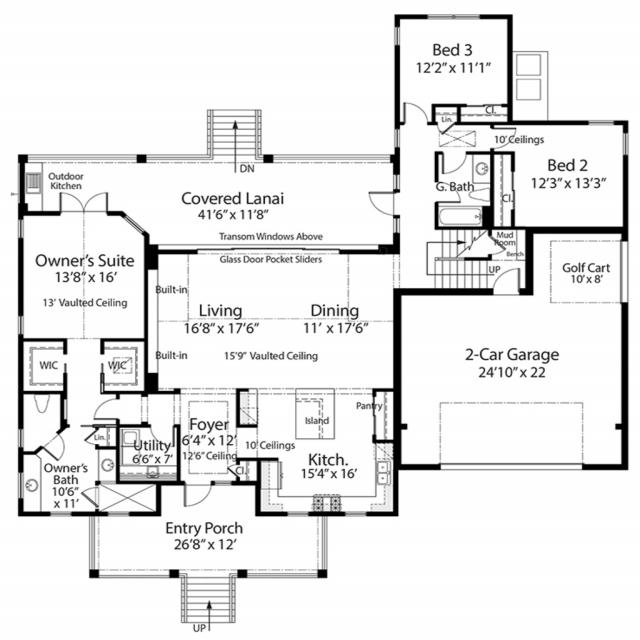 Bed 3
12'2" x 11'1"
Lin.
Cl.
10' Ceilings
Bed 2
12'3" x 13'3"
G. Bath
Cl.
DN
Outdoor
Kitchen
Covered Lanai
41'6" x 11'8"
Transom Windows Above
Glass Door Pocket Sliders
Mud
Room
Bench
UP
Golf Cart
10' x 8'
Owner's Suite
13'8" x 16'
13' Vaulted Ceiling
Built-in
Living
16'8" x 17'6"
Dining
11' x 17'6"
Built-in
15'9" Vaulted Ceiling
2-Car Garage
24'10" x 22
WIC
WIC
Pantry
Island
Foyer
6'4" x 12'
12'6" Ceiling
10' Ceilings
Lin.
Utility
6'6" x 7'
Cl.
Kitch.
15'4" x 16'
Owner's
Bath
10'6"
x 11'
Entry Porch
26'8" x 12'
UP